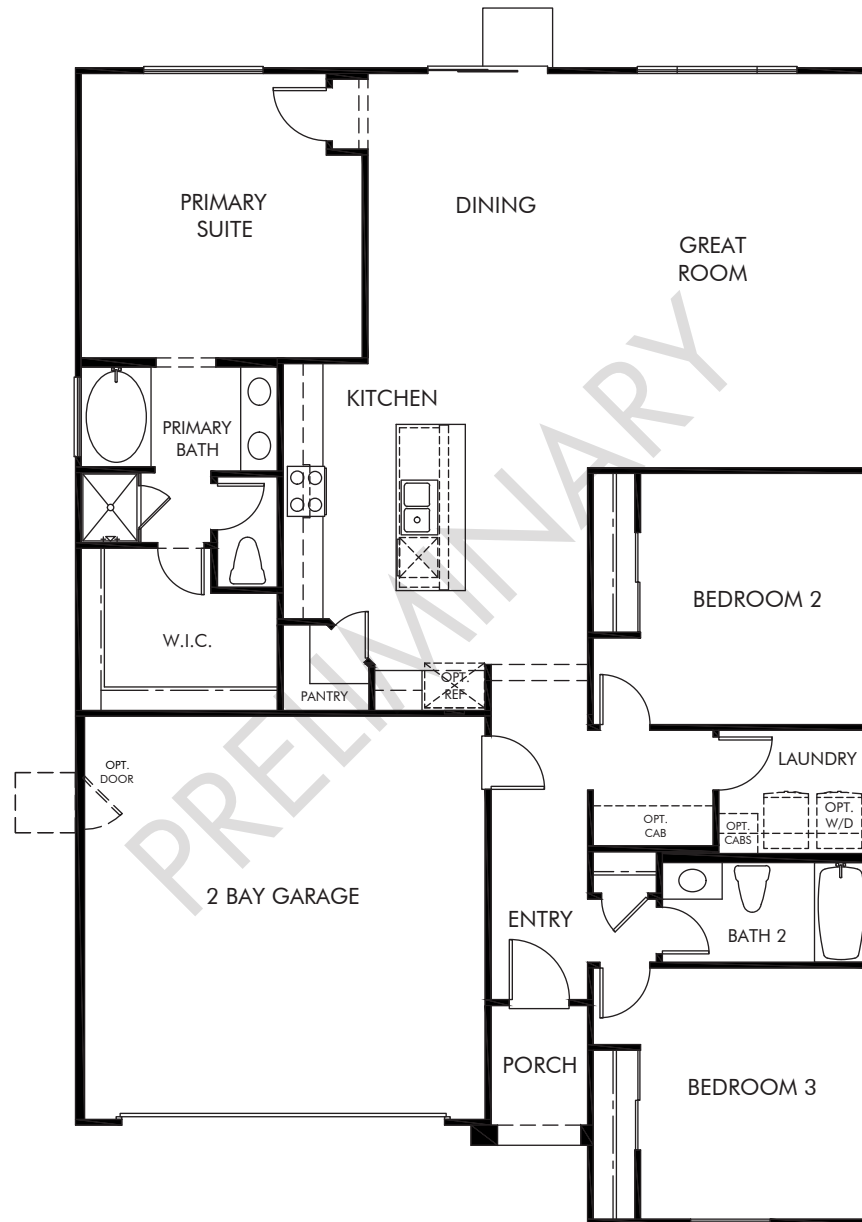 PRIMARY
SUITE
DINING
GREAT
ROOM
KITCHEN
PRIMARY
BATH
W.I.C.
PANTRY
OPT.
REF
BEDROOM 2
OPT.
DOOR
LAUNDRY
OPT.
W/D
OPT.
CAB
OPT.
CABS
2 BAY GARAGE
ENTRY
BATH 2
PORCH
BEDROOM 3
PRELIMINARY